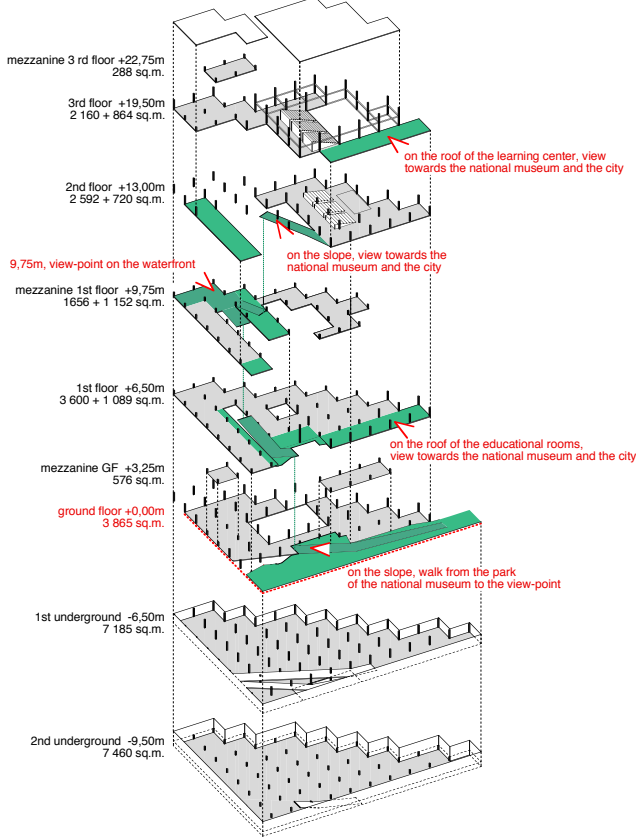 mezzanine 3 rd floor +22,75m
288 sq.m.
3rd floor +19,50m
2 160 + 864 sq.m.
on the roof of the learning center, view
towards the national museum and the city
2nd floor +13,00m
2 592 + 720 sq.m.
on the slope, view towards the
national museum and the city
9,75m, view-point on the waterfront
mezzanine 1st floor +9,75m
1656 + 1 152 sq.m.
1st floor +6,50m
3 600 + 1 089 sq.m.
on the roof of the educational rooms,
view towards the national museum and the city
mezzanine GF +3,25m
576 sq.m.
ground floor +0,00m
3 865 sq.m.
on the slope, walk from the park
of the national museum to the view-point
1st underground -6,50m
7 185 sq.m.
2nd underground -9,50m
7 460 sq.m.